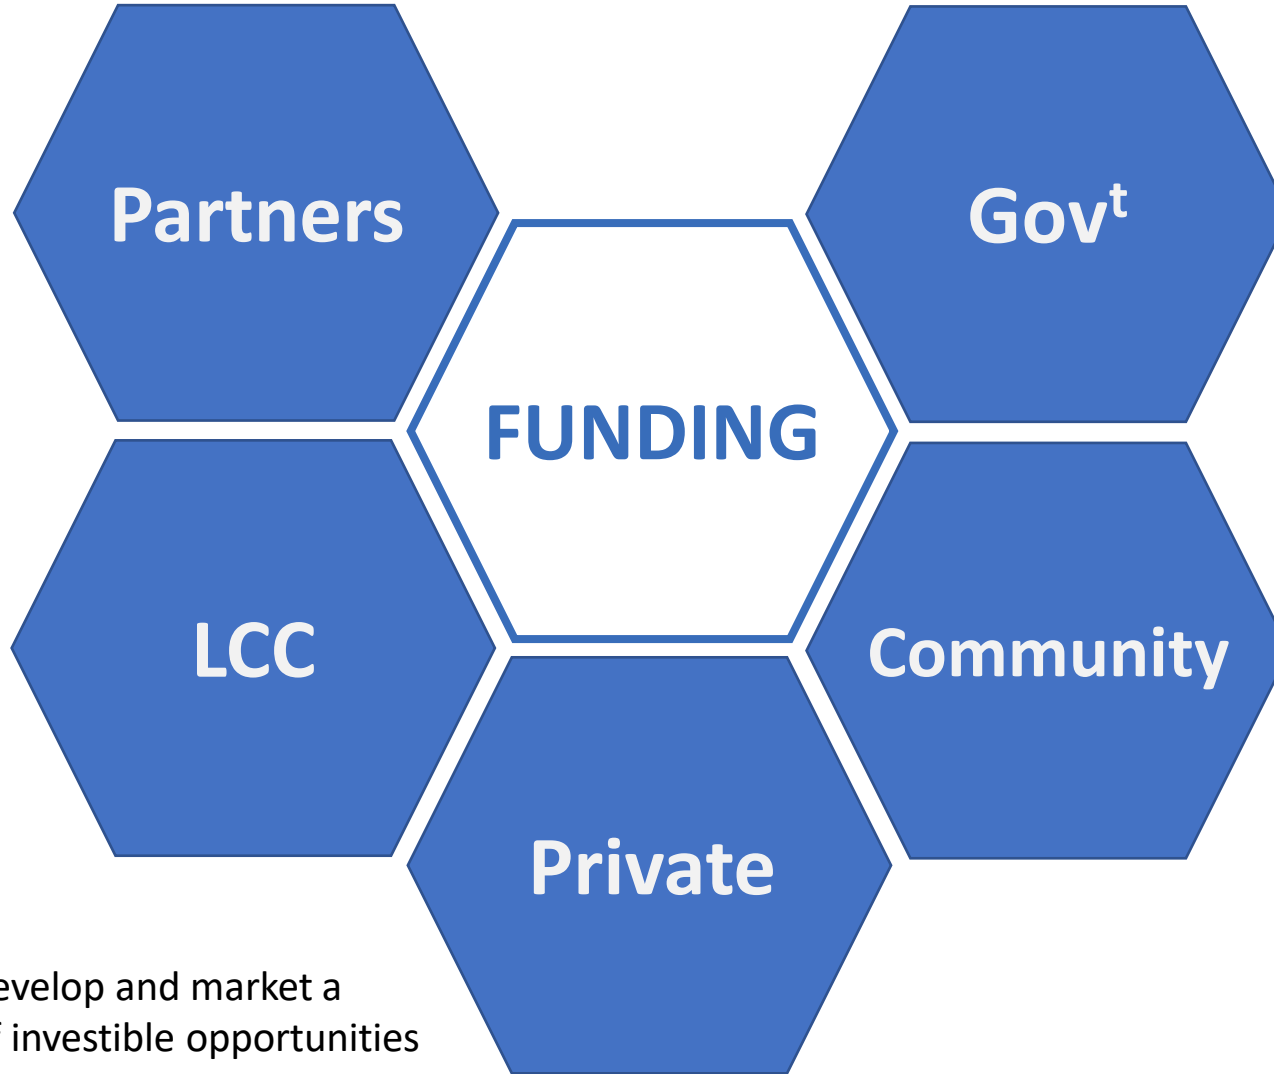 Partners
Govᵗ
FUNDING
LCC
Community
Private
evelop and market a
investible opportunities